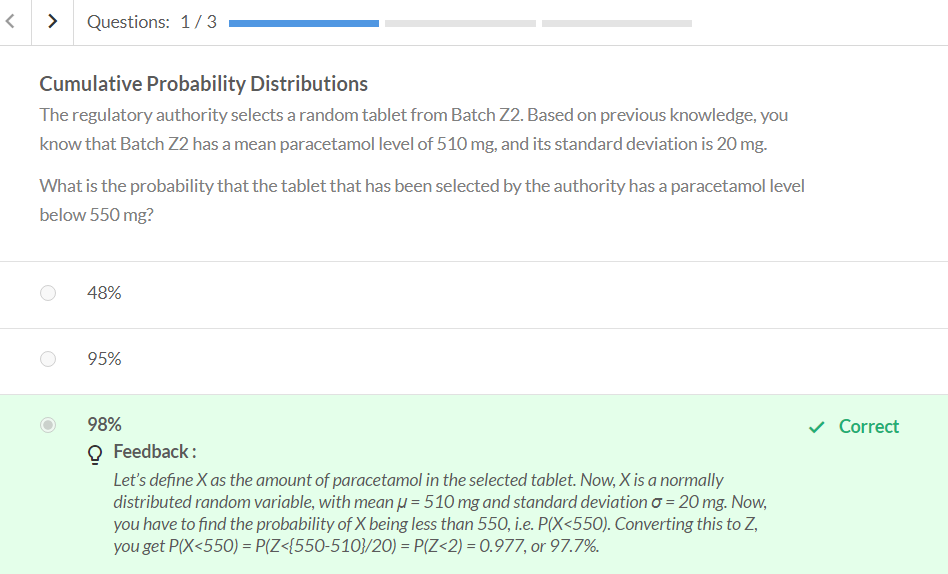 Questions: 1 / 3
Cumulative Probability Distributions
The regulatory authority selects a random tablet from Batch Z2. Based on previous knowledge, you
know that Batch Z2 has a mean paracetamol level of 510 mg, and its standard deviation is 20 mg.
What is the probability that the tablet that has been selected by the authority has a paracetamol level
below 550 mg?
48%
95%
98%
Correct
Feedback :
Let's define X as the amount of paracetamol in the selected tablet. Now, X is a normally
distributed random variable, with mean μ = 510 mg and standard deviation σ = 20 mg. Now,
you have to find the probability of X being less than 550, i.e. P(X<550). Converting this to Z,
you get P(X<550) = P(Z<{550-510}/20) = P(Z<2) = 0.977, or 97.7%.